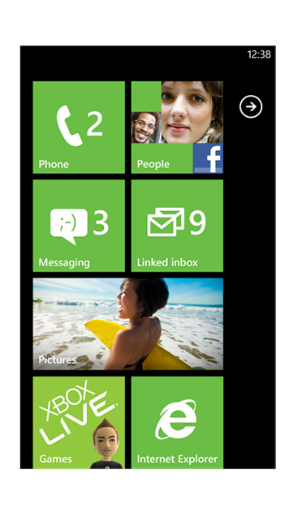 12:38
2
Phone
People
f
3
Messaging
9
Linked inbox
Pictures
XBOX
LIVE
Games
e
Internet Explorer